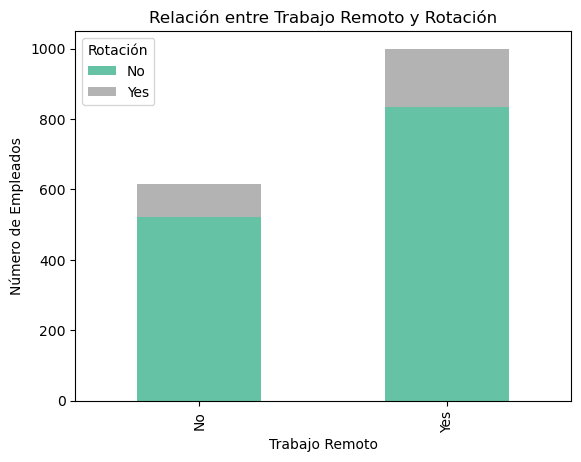 Relación entre Trabajo Remoto y Rotación
Rotación
No
Yes
1000
800
600
400
200
0
Número de Empleados
No
Yes
Trabajo Remoto